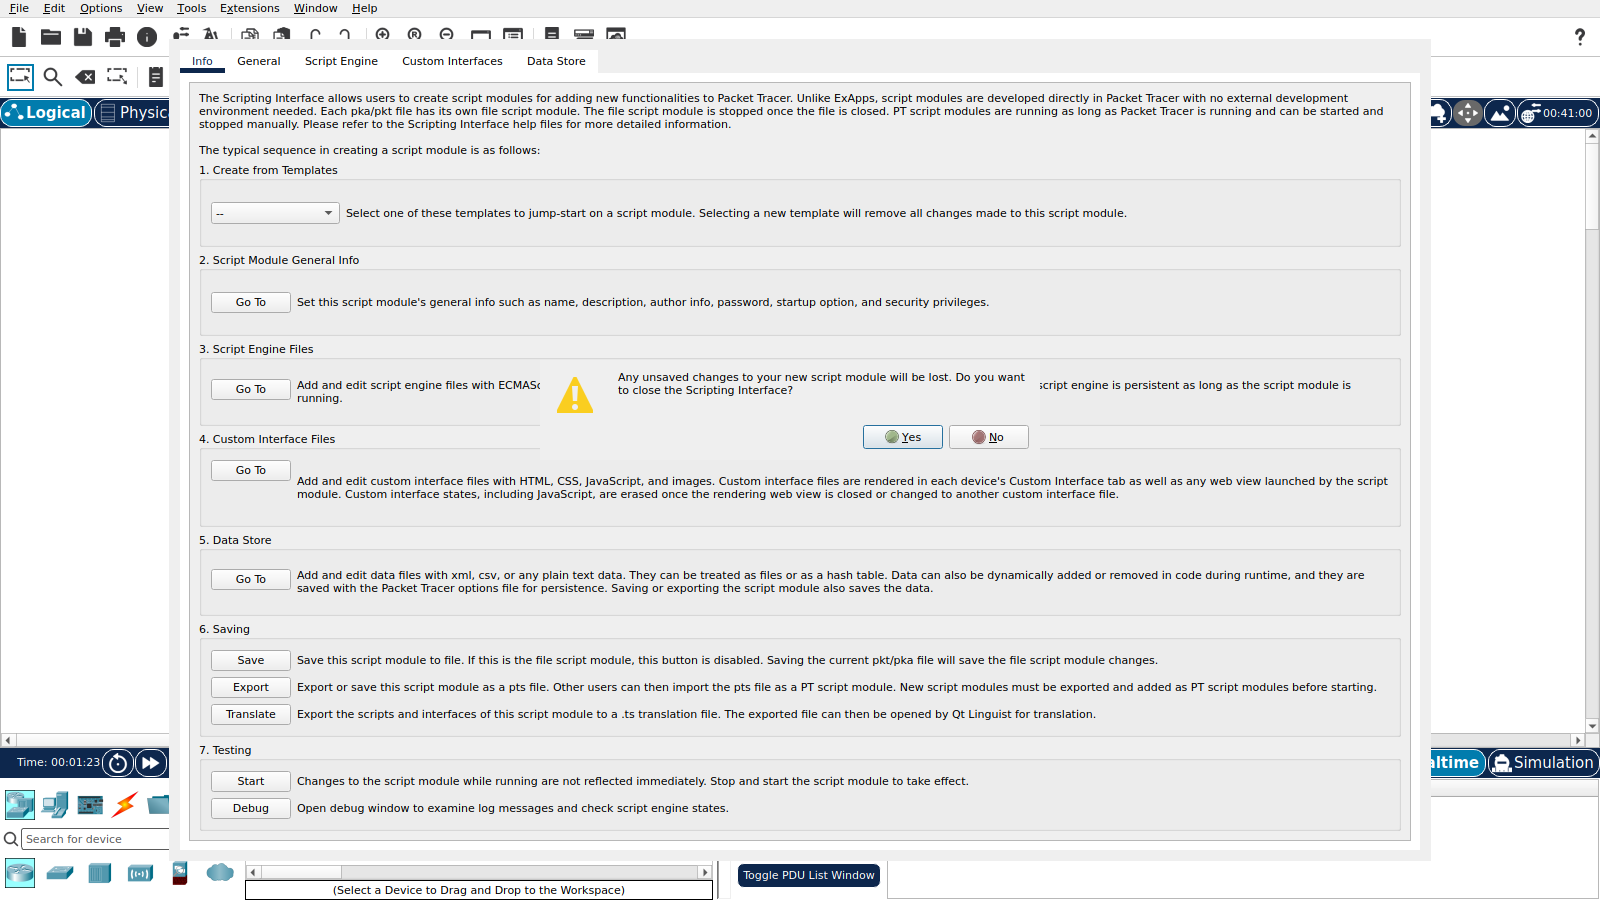 File Edit Options View Tools Extensions Window Help
Info General Script Engine Custom Interfaces Data Store
Logical
00:41:00
The Scripting Interface allows users to create script modules for adding new functionalities to Packet Tracer. Unlike ExApps, script modules are developed directly in Packet Tracer with no external development
environment needed. Each pka/pkt file has its own file script module. The file script module is stopped once the file is closed. PT script modules are running as long as Packet Tracer is running and can be started and
stopped manually. Please refer to the Scripting Interface help files for more detailed information.
The typical sequence in creating a script module is as follows:
1. Create from Templates
-- Select one of these templates to jump-start on a script module. Selecting a new template will remove all changes made to this script module.
2. Script Module General Info
Go To Set this script module's general info such as name, description, author info, password, startup option, and security privileges.
3. Script Engine Files
Go To Add and edit script engine files with script engine is persistent as long as the script module is
running.
Any unsaved changes to your new script module will be lost. Do you want
to close the Scripting Interface?
Yes No
4. Custom Interface Files
Go To
Add and edit custom interface files with HTML, CSS, JavaScript, and images. Custom interface files are rendered in each device's Custom Interface tab as well as any web view launched by the script
module. Custom interface states, including JavaScript, are erased once the rendering web view is closed or changed to another custom interface file.
5. Data Store
Go To Add and edit data files with xml, csv, or any plain text data. They can be treated as files or as a hash table. Data can also be dynamically added or removed in code during runtime, and they are
saved with the Packet Tracer options file for persistence. Saving or exporting the script module also saves the data.
6. Saving
Save Save this script module to file. If this is the file script module, this button is disabled. Saving the current pkt/pka file will save the file script module changes.
Export Export or save this script module as a pts file. Other users can then import the pts file as a PT script module. New script modules must be exported and added as PT script modules before starting.
Translate Export the scripts and interfaces of this script module to a .ts translation file. The exported file can then be opened by Qt Linguist for translation.
7. Testing
Start Changes to the script module while running are not reflected immediately. Stop and start the script module to take effect.
Debug Open debug window to examine log messages and check script engine states.
Time: 00:01:23
Simulation
Search for device
(Select a Device to Drag and Drop to the Workspace)
Toggle PDU List Window